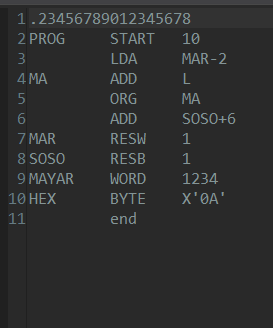 1 .23456789012345678
2 PROG START 10
3 LDA MAR-2
4 MA ADD L
5 ORG MA
6 ADD SOSO+6
7 MAR RESW 1
8 SOSO RESB 1
9 MAYAR WORD 1234
10 HEX BYTE X'0A'
11 end